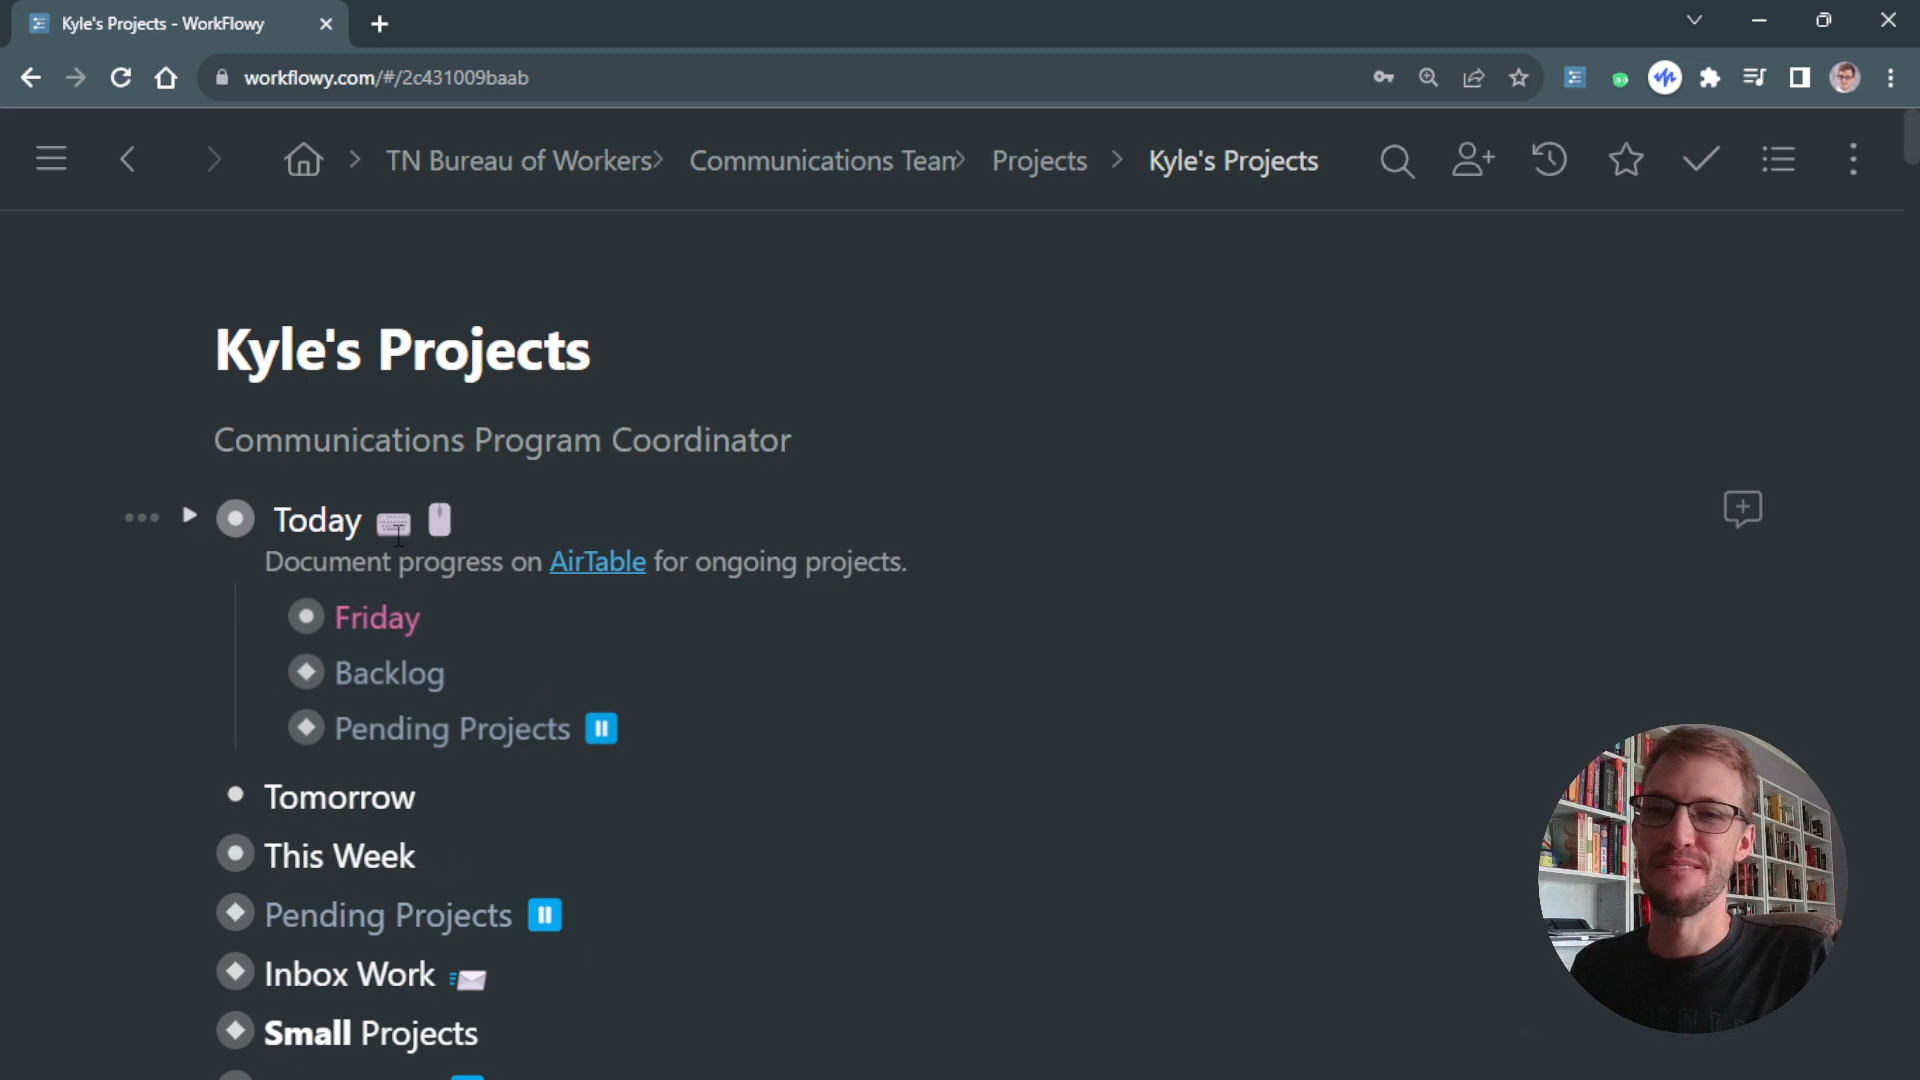 Kyle's Projects - WorkFlowy
workflowy.com/#/2c431009baab
TN Bureau of Workers > Communications Team > Projects > Kyle's Projects
Kyle's Projects
Communications Program Coordinator
Today
Document progress on AirTable for ongoing projects.
Friday
Backlog
Pending Projects
Tomorrow
This Week
Pending Projects
Inbox Work
Small Projects